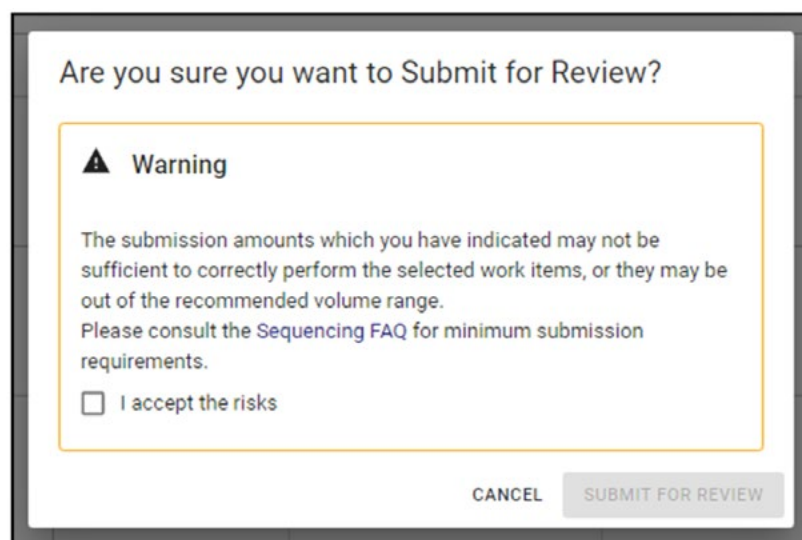 Are you sure you want to Submit for Review?
Warning
The submission amounts which you have indicated may not be
sufficient to correctly perform the selected work items, or they may be
out of the recommended volume range.
Please consult the Sequencing FAQ for minimum submission
requirements.
I accept the risks
CANCEL SUBMIT FOR REVIEW